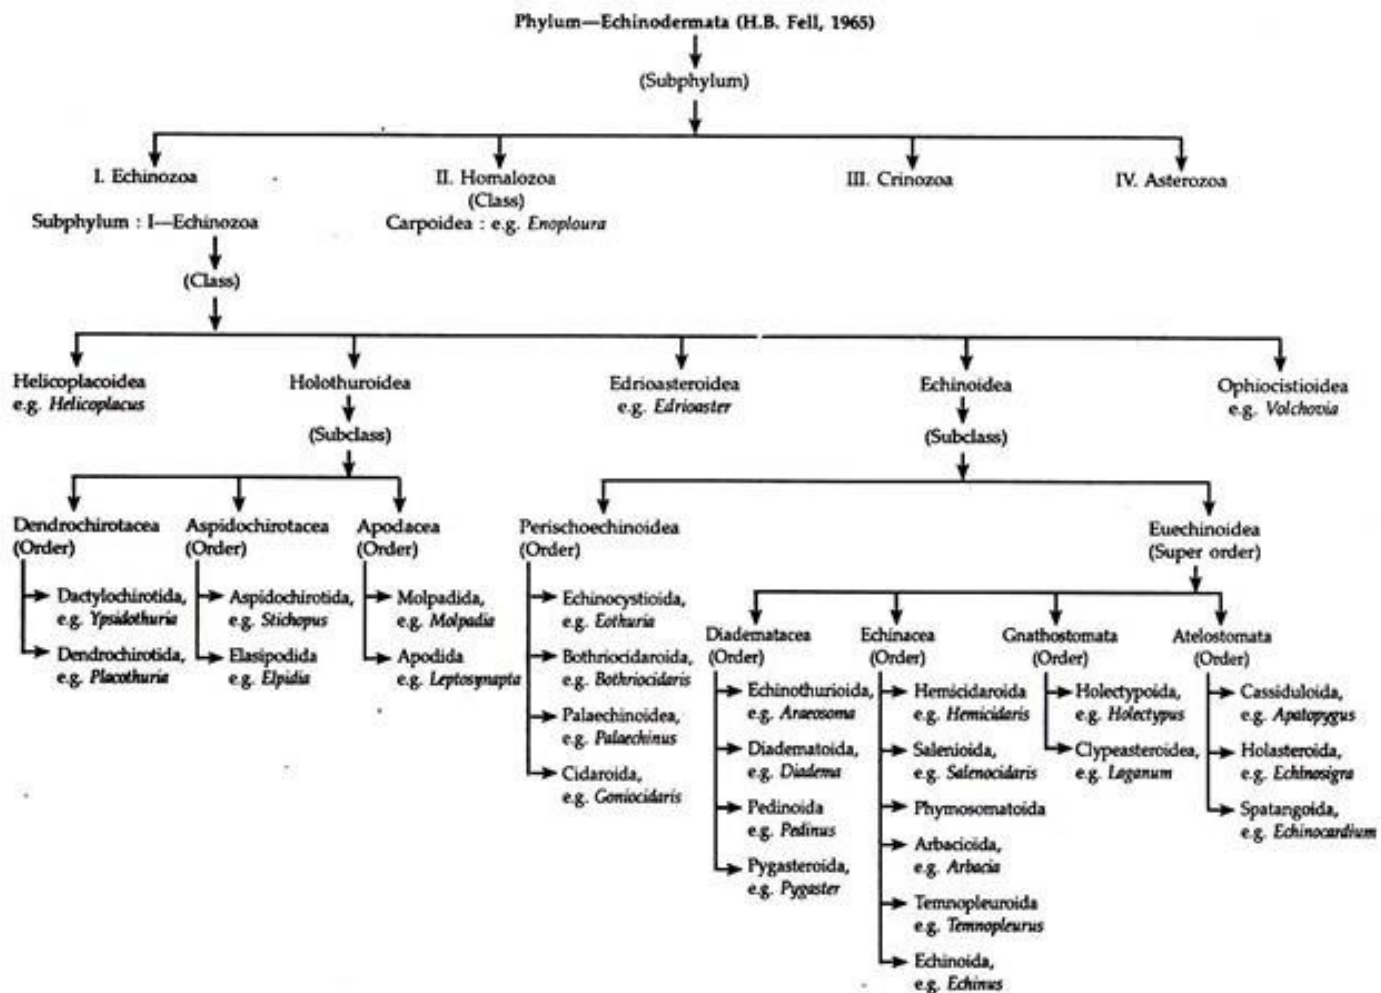 Phylum—Echinodermata (H.B. Fell, 1965)
(Subphylum)
I. Echinozoa
II. Homalozoa
(Class)
Carpoidea : e.g. Enoploura
III. Crinozoa
IV. Asterozoa
Subphylum : I—Echinozoa
(Class)
Helicoplacoidea
e.g. Helicoplacus
Holothuroidea
(Subclass)
Edrioasteroidea
e.g. Edrioaster
Echinoidea
(Subclass)
Ophiocistioidea
e.g. Volchovia
Dendrochirotacea
(Order)
Dactylochirotida,
e.g. Ypsidothuria
Dendrochirotida,
e.g. Placothuria
Aspidochirotacea
(Order)
Aspidochirotida,
e.g. Stichopus
Elasipodida
e.g. Elpidia
Apodacea
(Order)
Molpadida,
e.g. Molpadia
Apodida
e.g. Leptosynapta
Perischoechinoidea
(Order)
Echinocystioida,
e.g. Eothuria
Bothriocidaroida,
e.g. Bothriocidaris
Palaechinoidea,
e.g. Palaechinus
Cidaroida,
e.g. Goniocidaris
Euechinoidea
(Super order)
Diadematacea
(Order)
Echinothurioida,
e.g. Araeosoma
Diadematoida,
e.g. Diadema
Pedinoida
e.g. Pedinus
Pygasteroida,
e.g. Pygaster
Echinacea
(Order)
Hemicidaroida
e.g. Hemicidaris
Salenioida,
e.g. Salenocidaris
Phymosomatoida
Arbacioida,
e.g. Arbacia
Temnopleuroida
e.g. Temnopleurus
Echinoida,
e.g. Echinus
Gnathostomata
(Order)
Holectypoida,
e.g. Holectypus
Clypeasteroidea,
e.g. Laganum
Atelostomata
(Order)
Cassiduloida,
e.g. Apatopygus
Holasteroida,
e.g. Echinosigra
Spatangoida,
e.g. Echinocardium